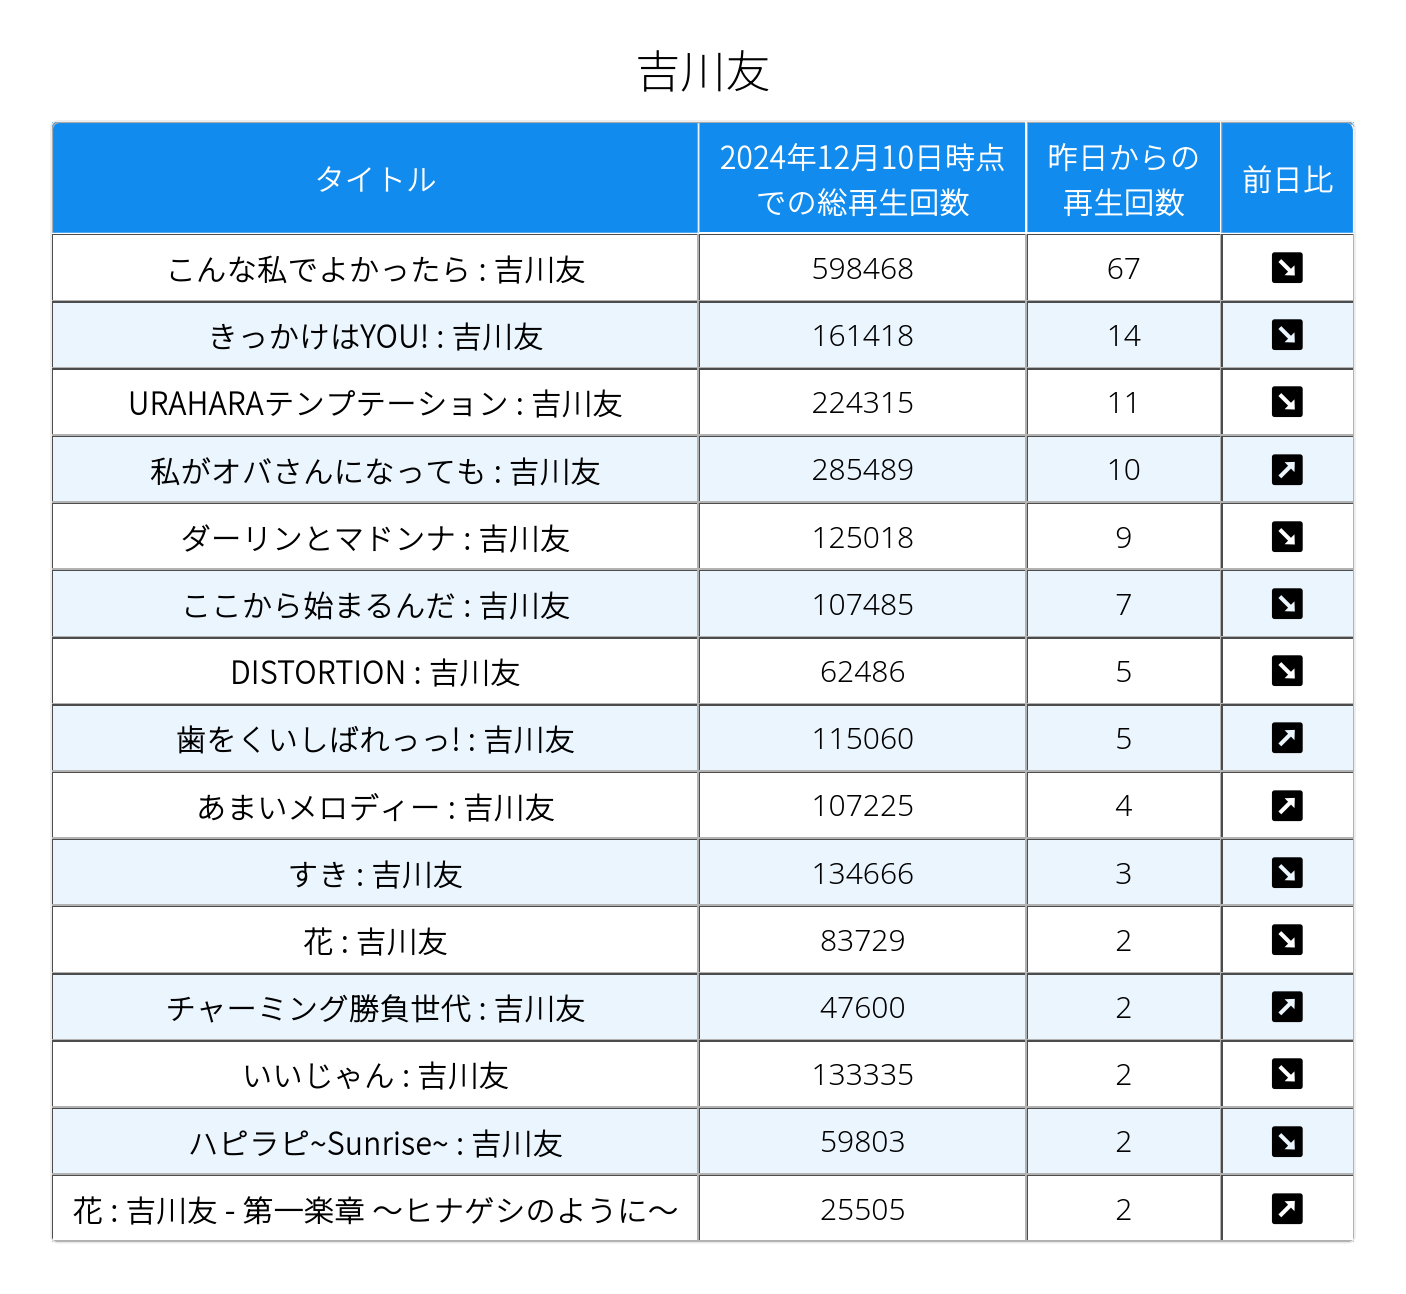 吉川友
タイトル
2024年12月10日時点
での総再生回数
昨日からの
再生回数
前日比
こんな私でよかったら : 吉川友 598468 67 ↘
きっかけはYOU! : 吉川友 161418 14 ↘
URAHARAテンプテーション : 吉川友 224315 11 ↘
私がオバさんになっても : 吉川友 285489 10 ↗
ダーリンとマドンナ : 吉川友 125018 9 ↘
ここから始まるんだ : 吉川友 107485 7 ↘
DISTORTION : 吉川友 62486 5 ↘
歯をくいしばれっっ! : 吉川友 115060 5 ↗
あまいメロディー : 吉川友 107225 4 ↗
すき : 吉川友 134666 3 ↘
花 : 吉川友 83729 2 ↘
チャーミング勝負世代 : 吉川友 47600 2 ↗
いいじゃん : 吉川友 133335 2 ↘
ハピラピ~Sunrise~ : 吉川友 59803 2 ↘
花 : 吉川友 - 第一楽章 〜ヒナゲシのように〜 25505 2 ↗